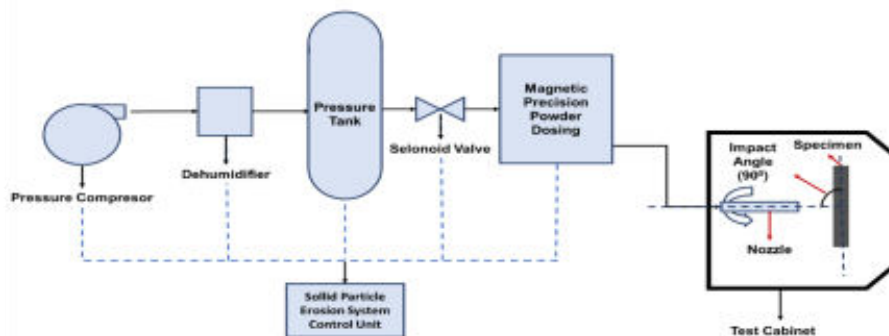 Pressure Compresor
Dehumidifier
Pressure
Tank
Selonoid Valve
Magnetic
Precision
Powder
Dosing
Sollid Particle
Erosion System
Control Unit
Impact
Angle
(90⁰)
Specimen
Nozzle
Test Cabinet